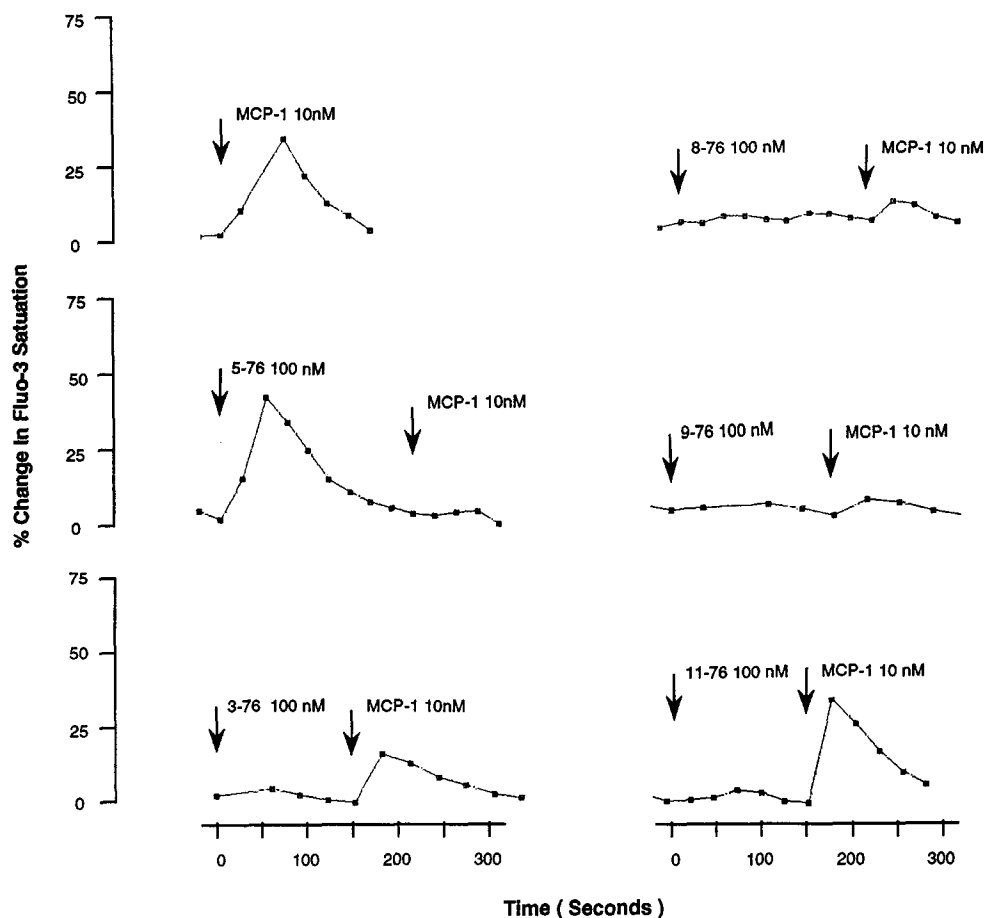 75
50
25
0
MCP-1 10nM
8-76 100 nM
MCP-1 10 nM
75
50
25
0
5-76 100 nM
MCP-1 10nM
9-76 100 nM
MCP-1 10 nM
75
50
25
0
3-76 100 nM
MCP-1 10nM
11-76 100 nM
MCP-1 10 nM
0 100 200 300
0 100 200 300
% Change In Fluo-3 Satuation
Time ( Seconds )